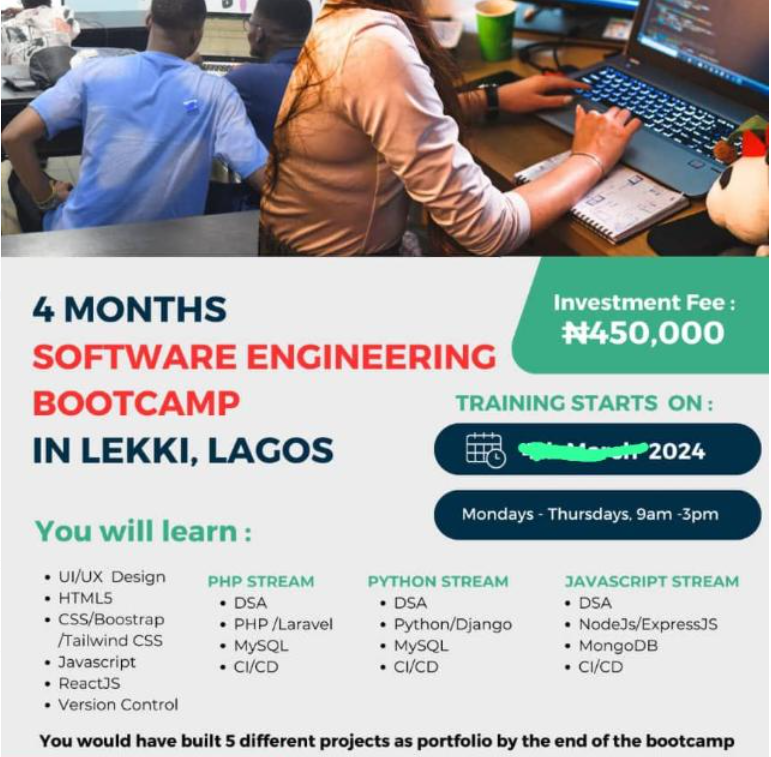 4 MONTHS
SOFTWARE ENGINEERING
BOOTCAMP
IN LEKKI, LAGOS
Investment Fee :
₦450,000
TRAINING STARTS ON :
2024
Mondays - Thursdays, 9am -3pm
You will learn :
• UI/UX Design
• HTML5
• CSS/Boostrap
/Tailwind CSS
• Javascript
• ReactJS
• Version Control
PHP STREAM
• DSA
• PHP /Laravel
• MySQL
• CI/CD
PYTHON STREAM
• DSA
• Python/Django
• MySQL
• CI/CD
JAVASCRIPT STREAM
• DSA
• NodeJs/ExpressJS
• MongoDB
• CI/CD
You would have built 5 different projects as portfolio by the end of the bootcamp